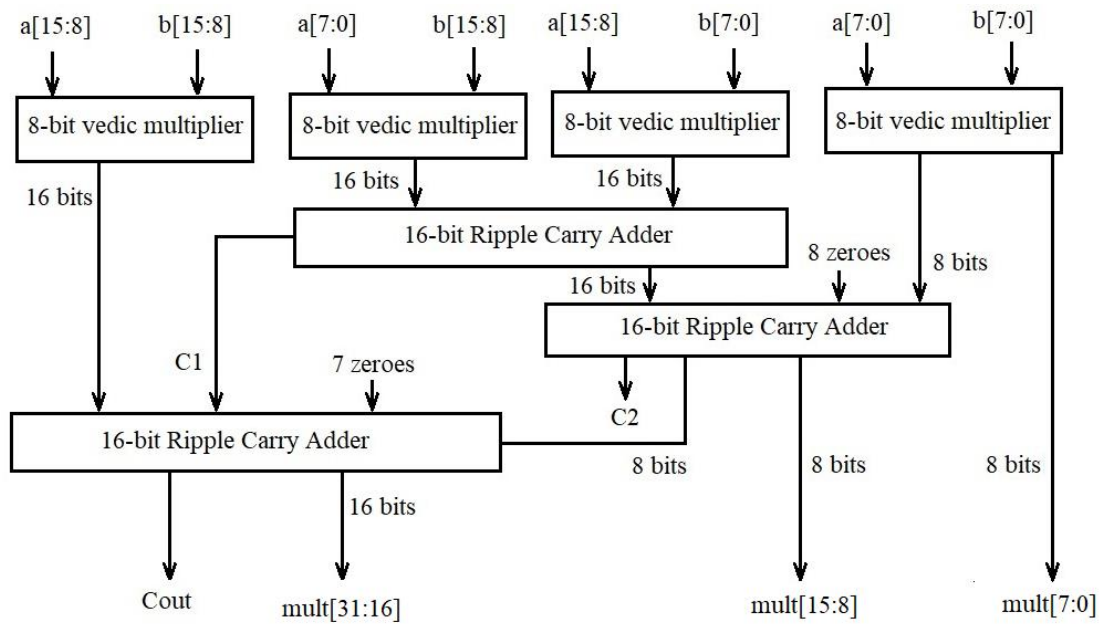 a[15:8]
b[15:8]
a[7:0]
b[15:8]
a[15:8]
b[7:0]
a[7:0]
b[7:0]
8-bit vedic multiplier
8-bit vedic multiplier
8-bit vedic multiplier
8-bit vedic multiplier
16 bits
16 bits
16 bits
16-bit Ripple Carry Adder
8 zeroes
8 bits
16 bits
16-bit Ripple Carry Adder
C1
7 zeroes
C2
16-bit Ripple Carry Adder
8 bits
8 bits
8 bits
16 bits
Cout
mult[31:16]
mult[15:8]
mult[7:0]